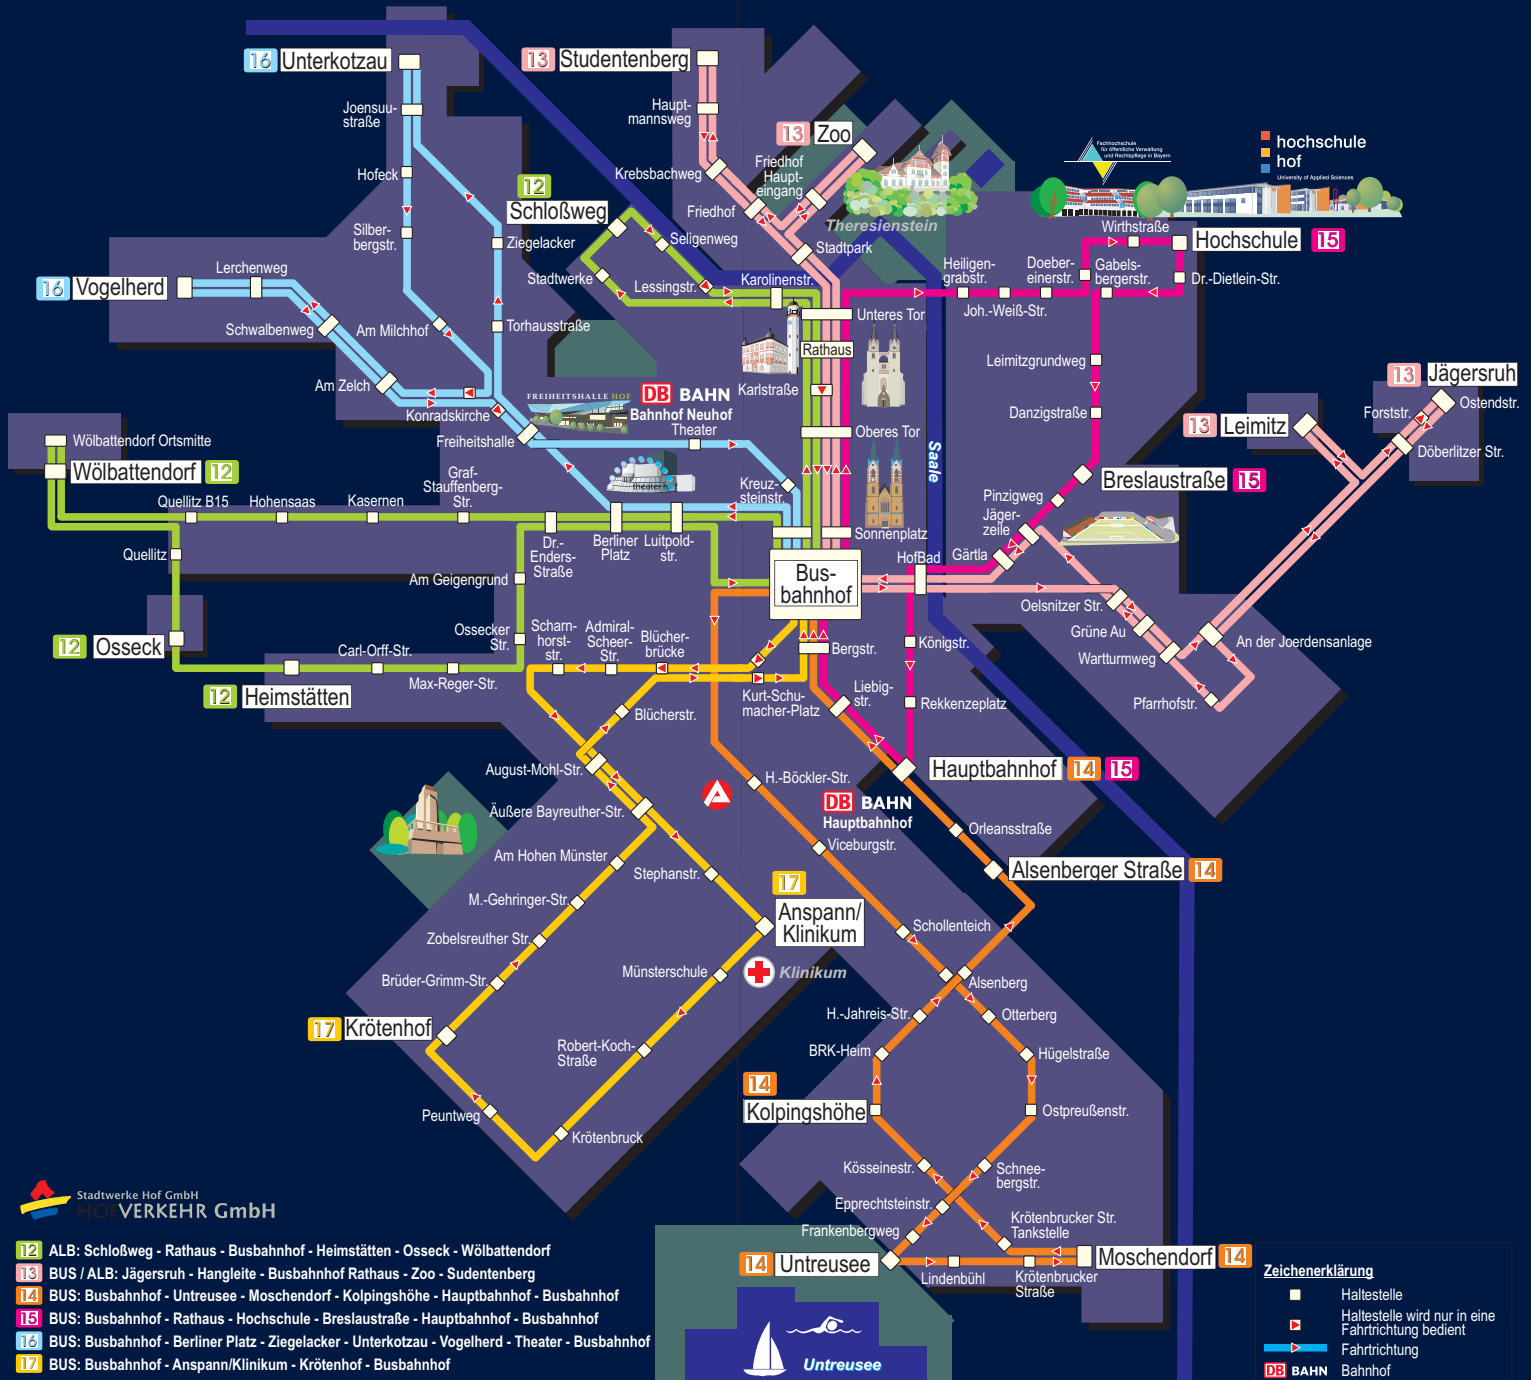 16 Unterkotzau
13 Studentenberg
Joensuu-
straße
Haupt-
mannsweg
13 Zoo
Hofeck
Krebsbachweg
Friedhof
Haupt-
eingang
Friedhof
12
Schloßweg
Silber-
bergstr.
Ziegelacker
Seligenweg
Stadtpark
Theresienstein
Fachhochschule
für öffentliche Verwaltung
und Rechtspflege in Bayern
hochschule
hof
University of Applied Sciences
Wirthstraße
Hochschule 15
Heiligen-
grabstr.
Doeber-
einerstr.
Gabels-
bergerstr.
Dr.-Dietlein-Str.
Joh.-Weiß-Str.
Lerchenweg
16 Vogelherd
Stadtwerke
Lessingstr.
Karolinenstr.
Unteres Tor
Schwalbenweg
Am Milchhof
Torhausstraße
Rathaus
Leimitzgrundweg
Am Zelch
Karlstraße
13 Jägersruh
Konradskirche
FREIHEITSHALLE HOF
DB BAHN
Bahnhof Neuhof
Theater
Freiheitshalle
Oberes Tor
Danzigstraße
13 Leimitz
Forststr.
Ostendstr.
Döberlitzer Str.
Saale
Wölbattendorf Ortsmitte
Wölbattendorf 12
Graf-
Stauffenberg-
Str.
Quellitz B15
Hohensaas
Kasernen
theaterhof
Kreuz-
steinstr.
Breslaustraße 15
Pinzigweg
Jäger-
zeile
Quellitz
Dr.-
Enders-
Straße
Berliner
Platz
Luitpold-
str.
Sonnenplatz
HofBad
Gärtla
Am Geigengrund
Bus-
bahnhof
Oelsnitzer Str.
Grüne Au
Wartturmweg
An der Joerdensanlage
12 Osseck
Ossecker
Str.
Scharn-
horst-
str.
Admiral-
Scheer-
Str.
Blücher-
brücke
Bergstr.
Königstr.
Carl-Orff-Str.
Max-Reger-Str.
12 Heimstätten
Kurt-Schu-
macher-Platz
Liebig-
str.
Rekkenzeplatz
Pfarrhofstr.
Blücherstr.
August-Mohl-Str.
H.-Böckler-Str.
Hauptbahnhof 14 15
DB BAHN
Hauptbahnhof
Äußere Bayreuther-Str.
Orleansstraße
Viceburgstr.
Am Hohen Münster
Stephanstr.
17
Anspann/
Klinikum
Alsenberger Straße 14
M.-Gehringer-Str.
Zobelsreuther Str.
Schollenteich
Brüder-Grimm-Str.
Münsterschule
Klinikum
Alsenberg
17 Krötenhof
H.-Jahreis-Str.
Otterberg
Robert-Koch-
Straße
BRK-Heim
Hügelstraße
14
Kolpingshöhe
Ostpreußenstr.
Peuntweg
Krötenbruck
Kösseinestr.
Schnee-
bergstr.
Epprechtsteinstr.
Frankenbergweg
Krötenbrucker Str.
Tankstelle
14 Untreusee
Moschendorf 14
Lindenbühl
Krötenbrucker
Straße
Untreusee
Stadtwerke Hof GmbH
HOFVERKEHR GmbH
12 ALB: Schloßweg - Rathaus - Busbahnhof - Heimstätten - Osseck - Wölbattendorf
13 BUS / ALB: Jägersruh - Hangleite - Busbahnhof Rathaus - Zoo - Sudentenberg
14 BUS: Busbahnhof - Untreusee - Moschendorf - Kolpingshöhe - Hauptbahnhof - Busbahnhof
15 BUS: Busbahnhof - Rathaus - Hochschule - Breslaustraße - Hauptbahnhof - Busbahnhof
16 BUS: Busbahnhof - Berliner Platz - Ziegelacker - Unterkotzau - Vogelherd - Theater - Busbahnhof
17 BUS: Busbahnhof - Anspann/Klinikum - Krötenhof - Busbahnhof
Zeichenerklärung
Haltestelle
Haltestelle wird nur in eine
Fahrtrichtung bedient
Fahrtrichtung
DB BAHN Bahnhof